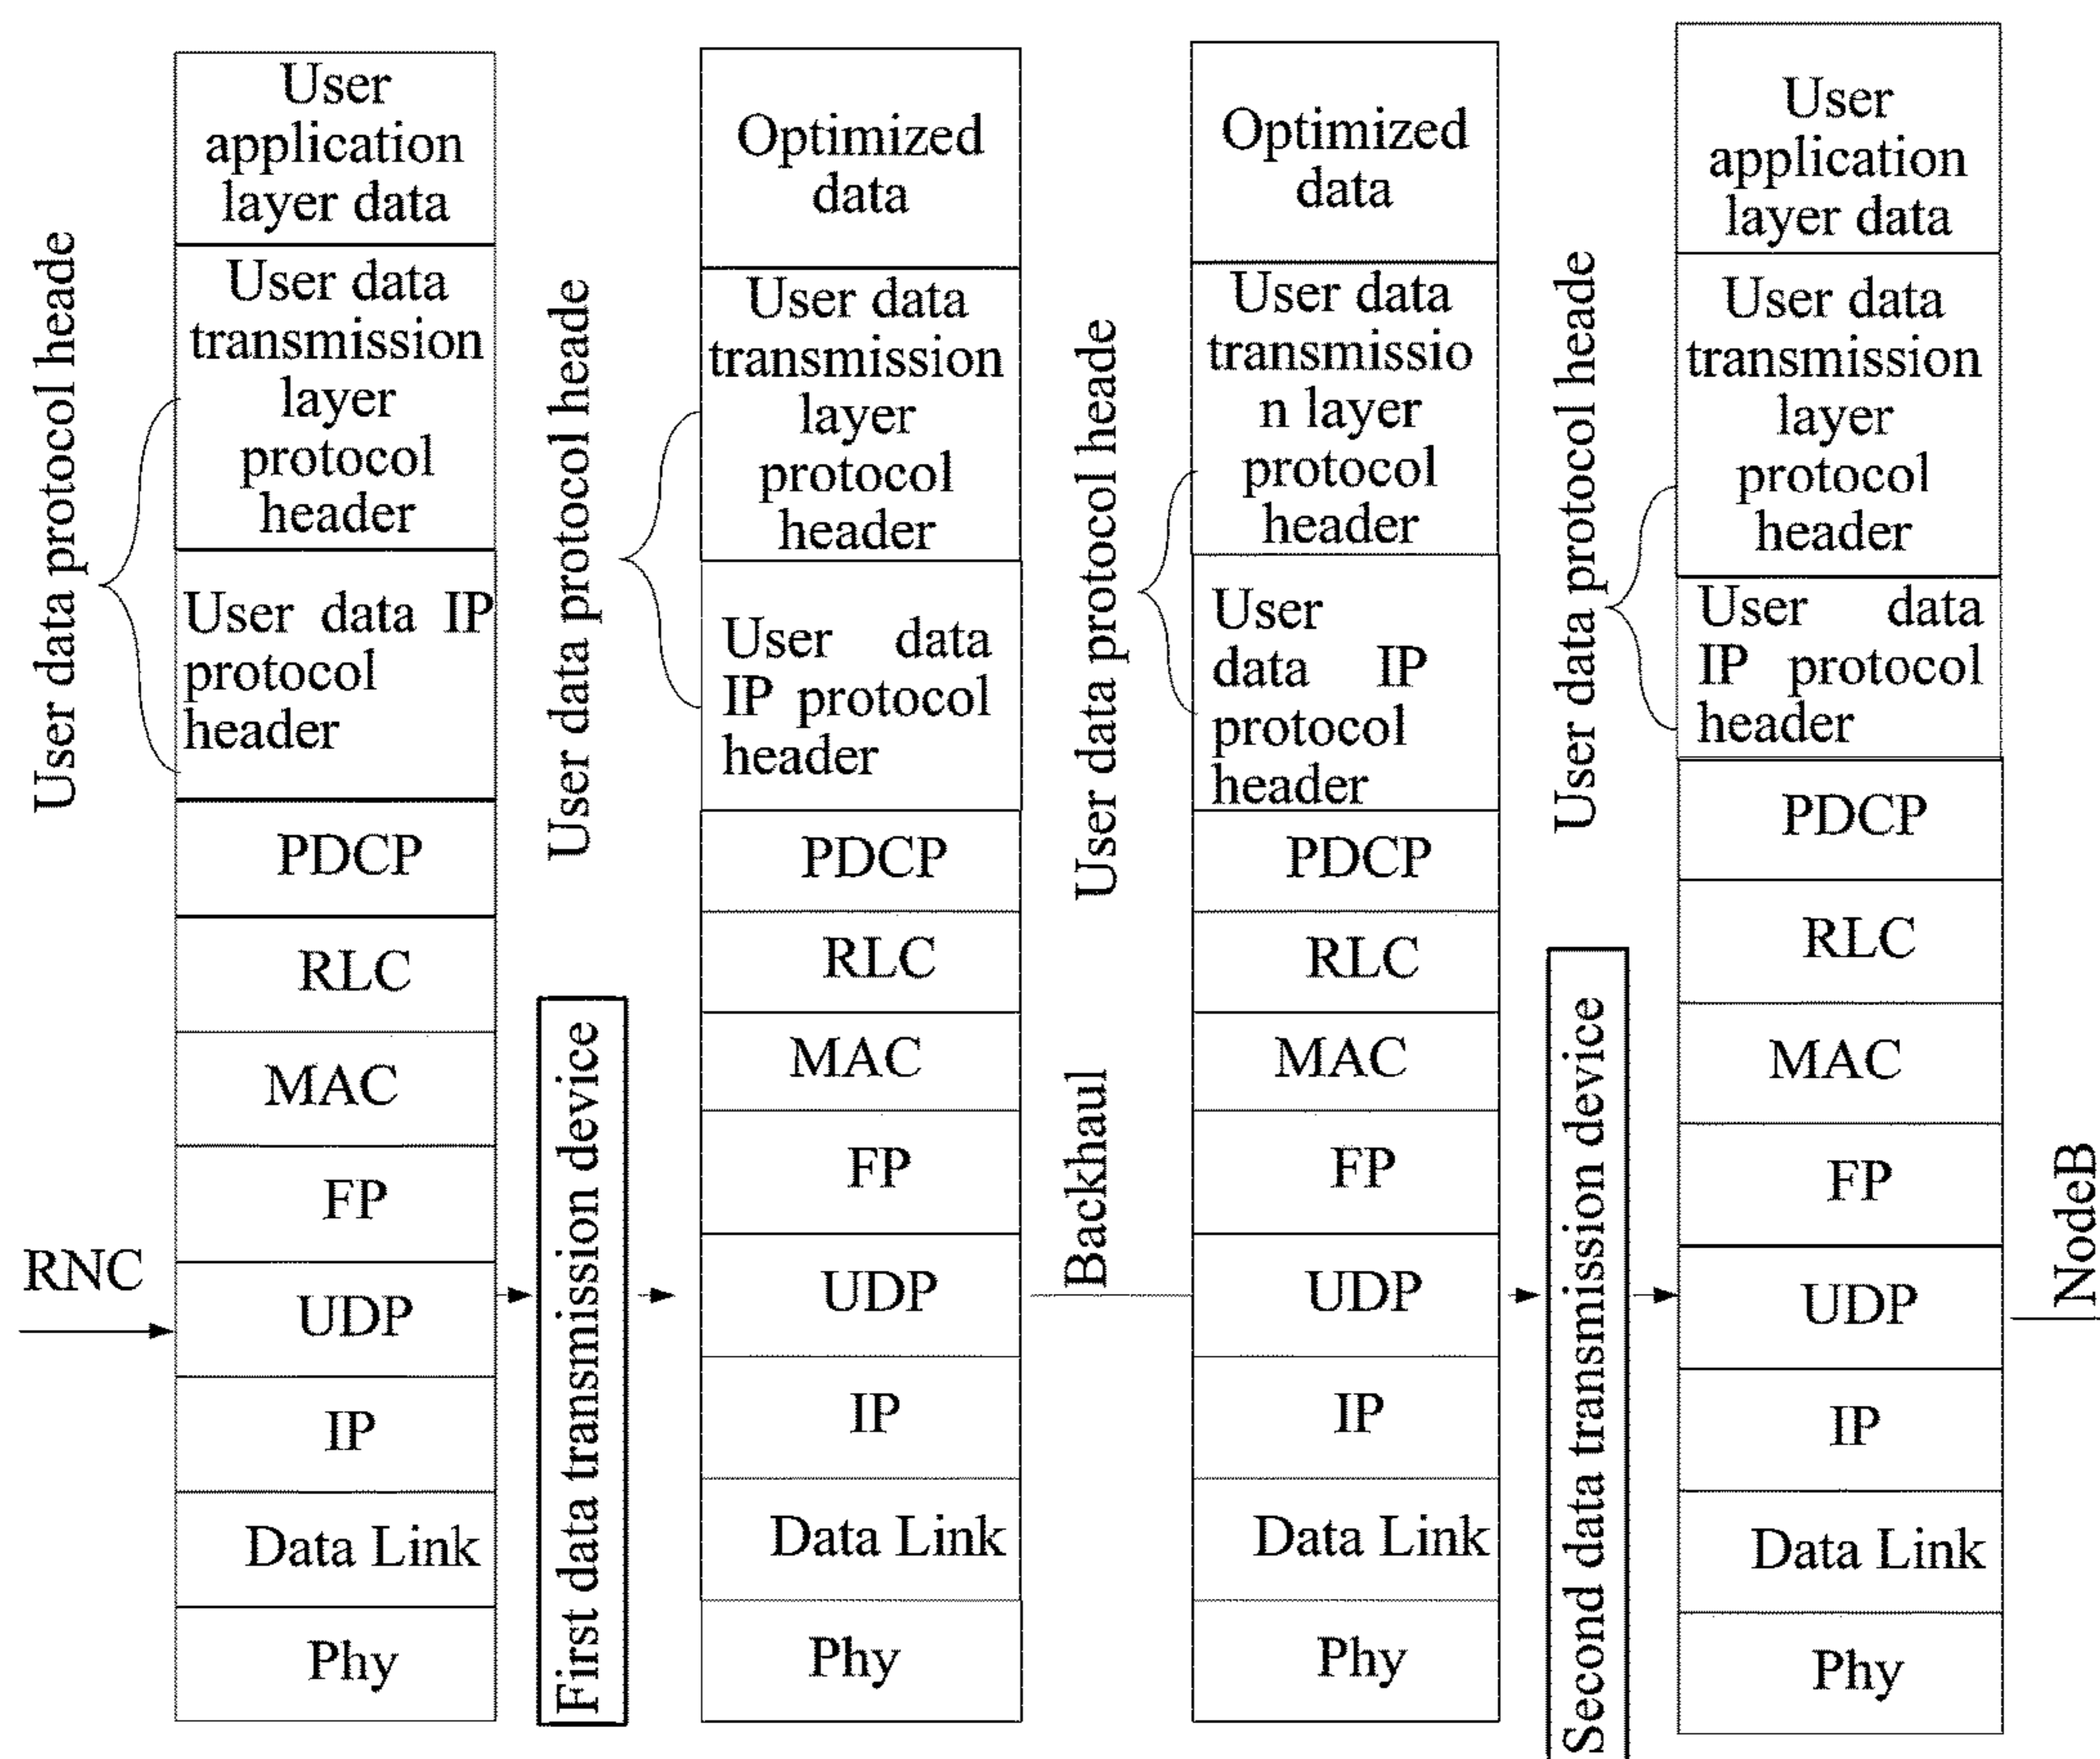 User data protocol heade
User
application
layer data
User data
transmission
layer
protocol
header
User data IP
protocol
header
PDCP
RLC
MAC
FP
UDP
IP
Data Link
Phy
RNC
First data transmission device
User data protocol heade
Optimized
data
User data
transmission
layer
protocol
header
User data
IP protocol
header
PDCP
RLC
MAC
FP
UDP
IP
Data Link
Phy
Backhaul
User data protocol heade
Optimized
data
User data
transmissio
n layer
protocol
header
User
data IP
protocol
header
PDCP
RLC
MAC
FP
UDP
IP
Data Link
Phy
Second data transmission device
User data protocol heade
User
application
layer data
User data
transmission
layer
protocol
header
User data
IP protocol
header
PDCP
RLC
MAC
FP
UDP
IP
Data Link
Phy
NodeB